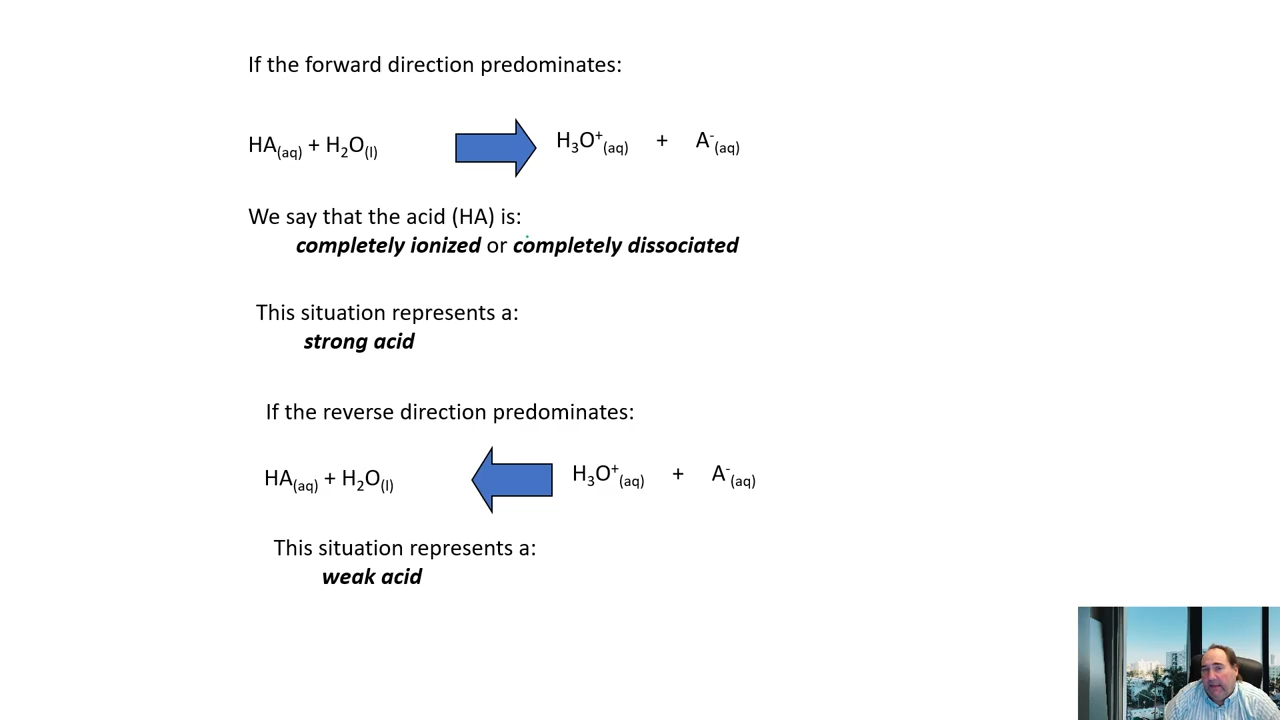 If the forward direction predominates:
HA(aq) + H2O(l) H3O+(aq) + A-(aq)
We say that the acid (HA) is:
completely ionized or completely dissociated
This situation represents a:
strong acid
If the reverse direction predominates:
HA(aq) + H2O(l) H3O+(aq) + A-(aq)
This situation represents a:
weak acid